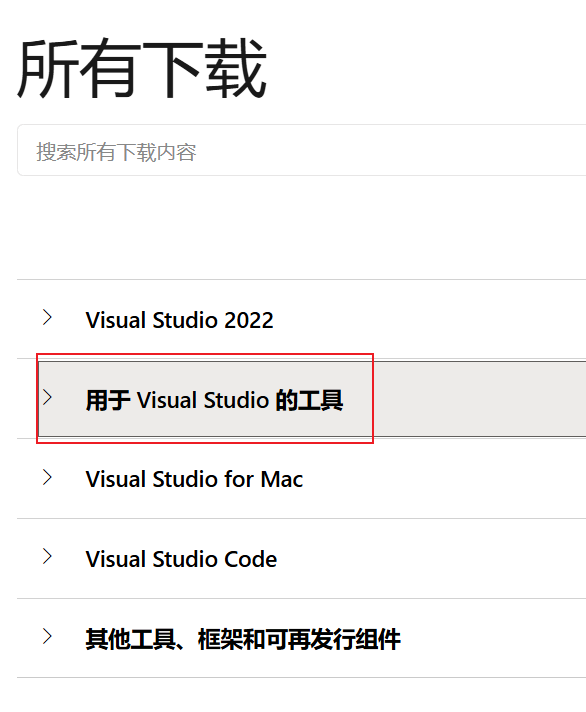 所有下载
搜索所有下载内容
Visual Studio 2022
用于 Visual Studio 的工具
Visual Studio for Mac
Visual Studio Code
其他工具、框架和可再发行组件